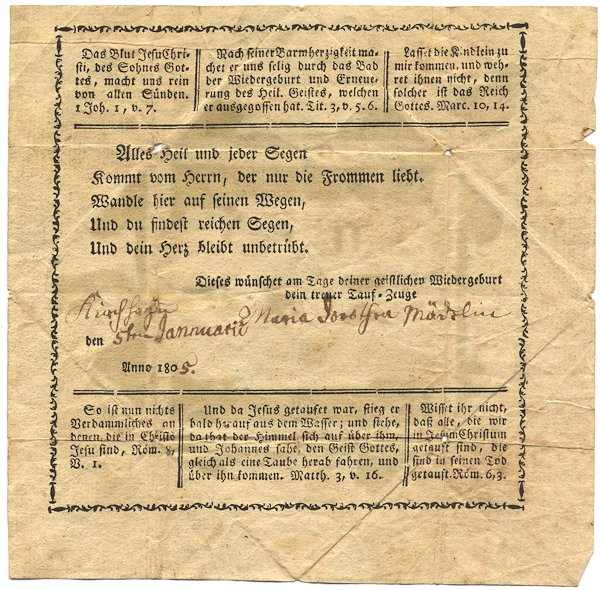 Das Blut Jesu Chri-
sti, des Sohnes Got-
tes, macht uns rein
von allen Sünden.
1 Joh. 1, v. 7.
Nach seiner Barmherzigkeit ma-
chet er uns selig durch das Bad
der Wiedergeburt und Erneue-
rung des Heil. Geistes, welchen
er ausgegossen hat. Tit. 3, v. 5. 6.
Lasset die Kndlein zu
mir kommen. und weh-
ret ihnen nicht, denn
solcher ist das Reich
Gottes. Marc. 10, 14.
Alles Heil und jeder Segen
Kommt vom Herrn, der nur die Frommen liebt.
Wandle hier auf seinen Wegen,
Und du findest reichen Segen,
Und dein Herz bleibt unbetrübt.
Dieses wünschet am Tage deiner geistlichen Wiedergeburt
dein treuer Tauf-Zeuge
Maria Dorothea Mädelin
den 5ten Jannuarii
Anno 1805.
So ist nun nichts
Verdammliches an
denen, die in Christo
Jesu sind, Röm. 8,
V. 1.
Und da Jesus getaufet war, stieg er
bald herauf aus dem Wasser; und siehe,
da that der Himmel sich auf über ihm,
und Johannes sahe, den Geist Gottes,
gleich als eine Taube herab fahren, und
über ihn kommen. Matth. 3, v. 16.
Wisset ihr nicht,
daß alle, die wir
in Jesum Christum
getauft sind, die
sind in seinen Tod
getauft. Röm. 6, 3.